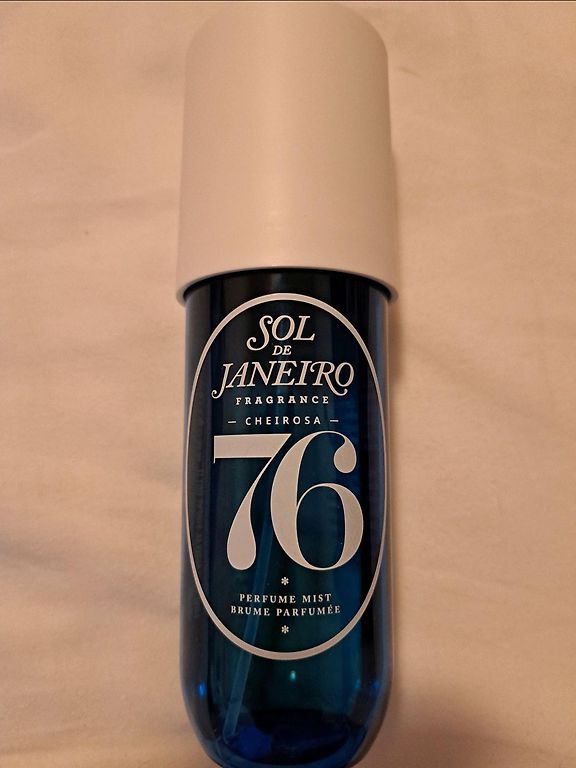 SOL
DE
JANEIRO
FRAGRANCE
— CHEIROSA —
76
*
PERFUME MIST
BRUME PARFUMÉE
*